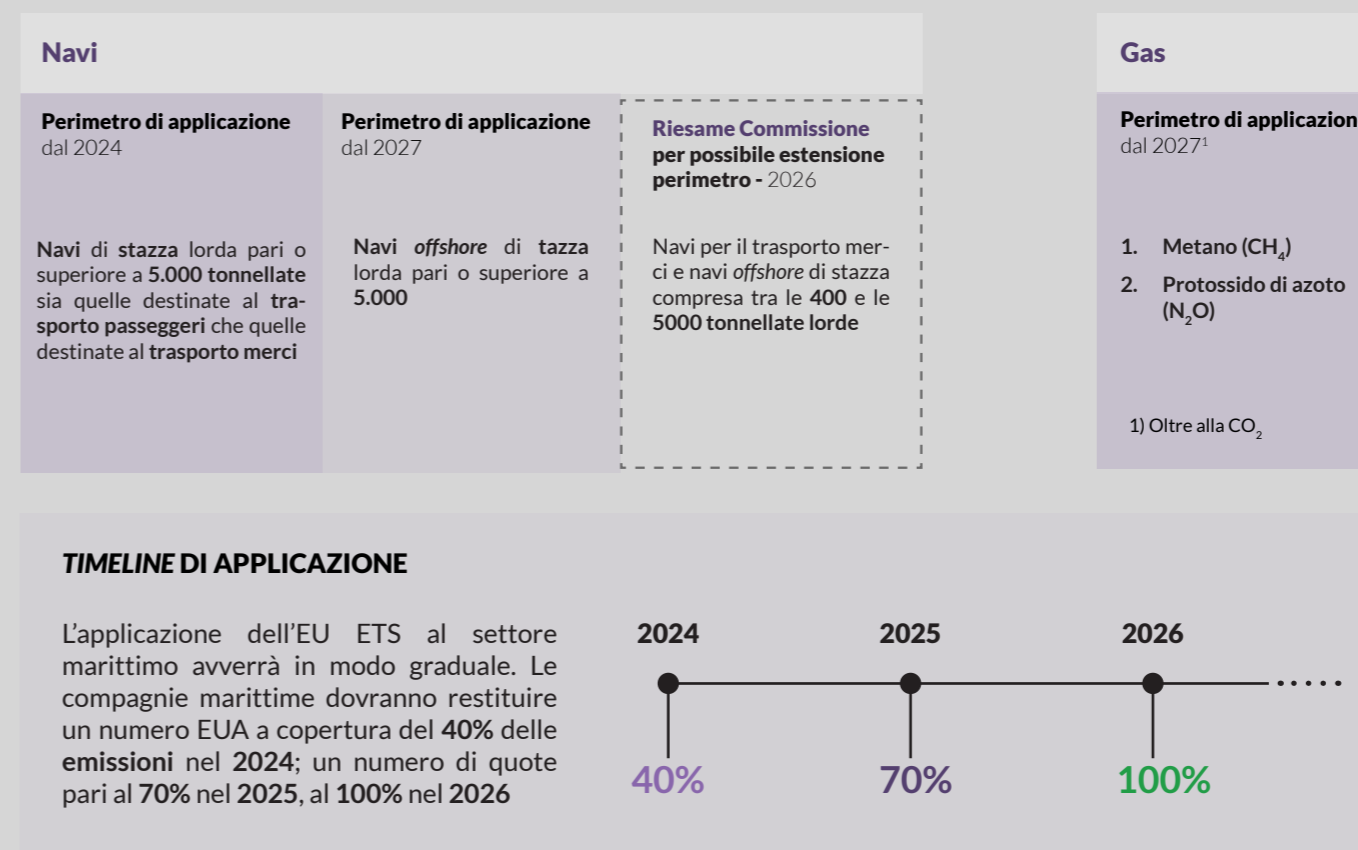 Navi
Perimetro di applicazione
dal 2024
Navi di stazza lorda pari o
superiore a 5.000 tonnellate
sia quelle destinate al tra-
sporto passeggeri che quelle
destinate al trasporto merci
Perimetro di applicazione
dal 2027
Navi offshore di tazza
lorda pari o superiore a
5.000
Riesame Commissione
per possibile estensione
perimetro - 2026
Navi per il trasporto mer-
ci e navi offshore di stazza
compresa tra le 400 e le
5000 tonnellate lorde
Gas
Perimetro di applicazion
dal 2027¹
1. Metano (CH₄)
2. Protossido di azoto
(N₂O)
1) Oltre alla CO₂
TIMELINE DI APPLICAZIONE
L’applicazione dell’EU ETS al settore
marittimo avverrà in modo graduale. Le
compagnie marittime dovranno restituire
un numero EUA a copertura del 40% delle
emissioni nel 2024; un numero di quote
pari al 70% nel 2025, al 100% nel 2026
2024 2025 2026
40% 70% 100%